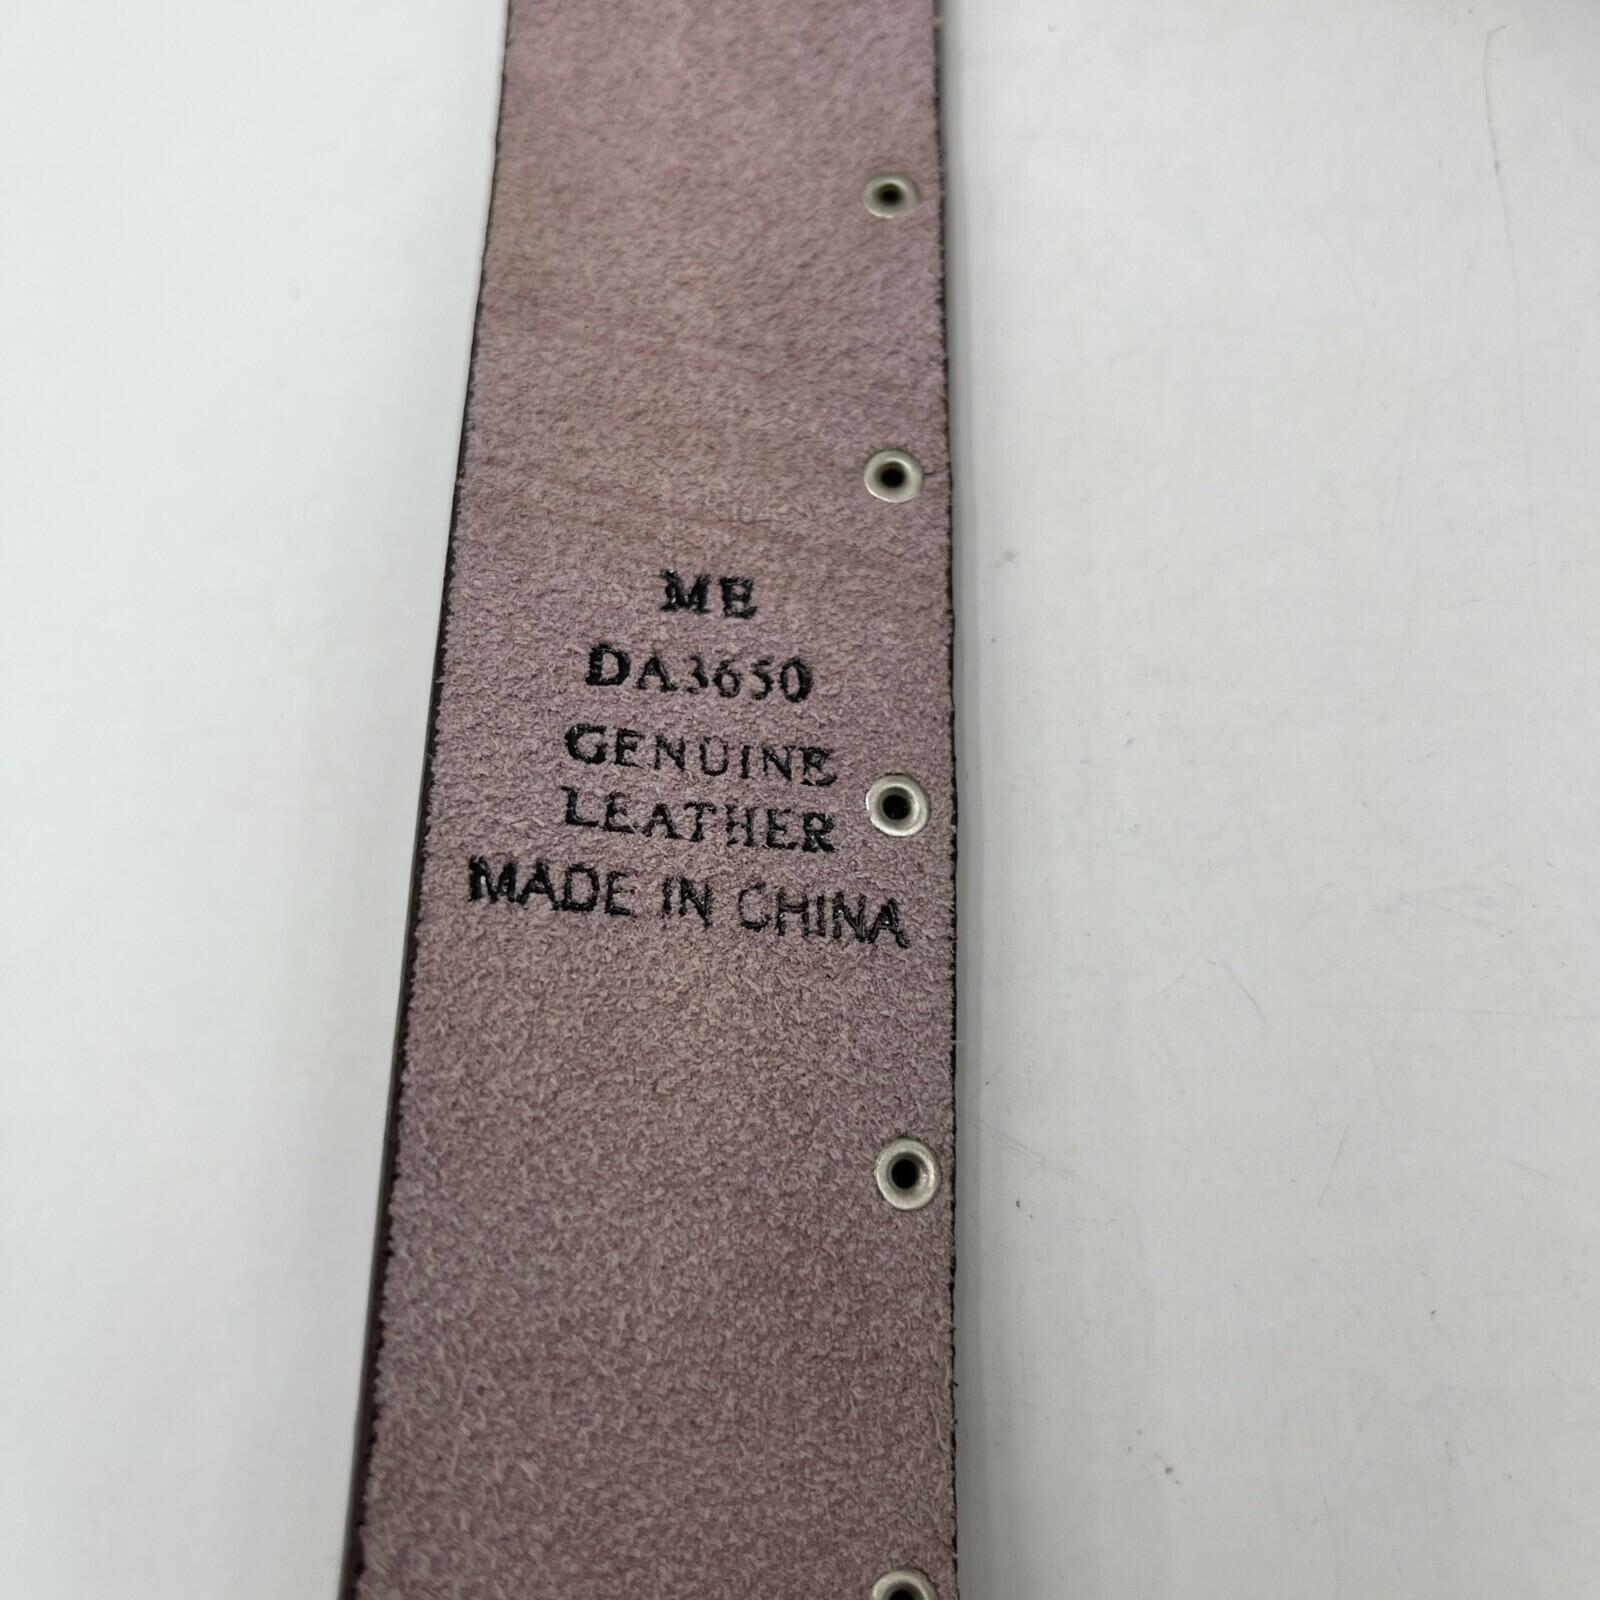 ME
DA3650
GENUINE
LEATHER
MADE IN CHINA